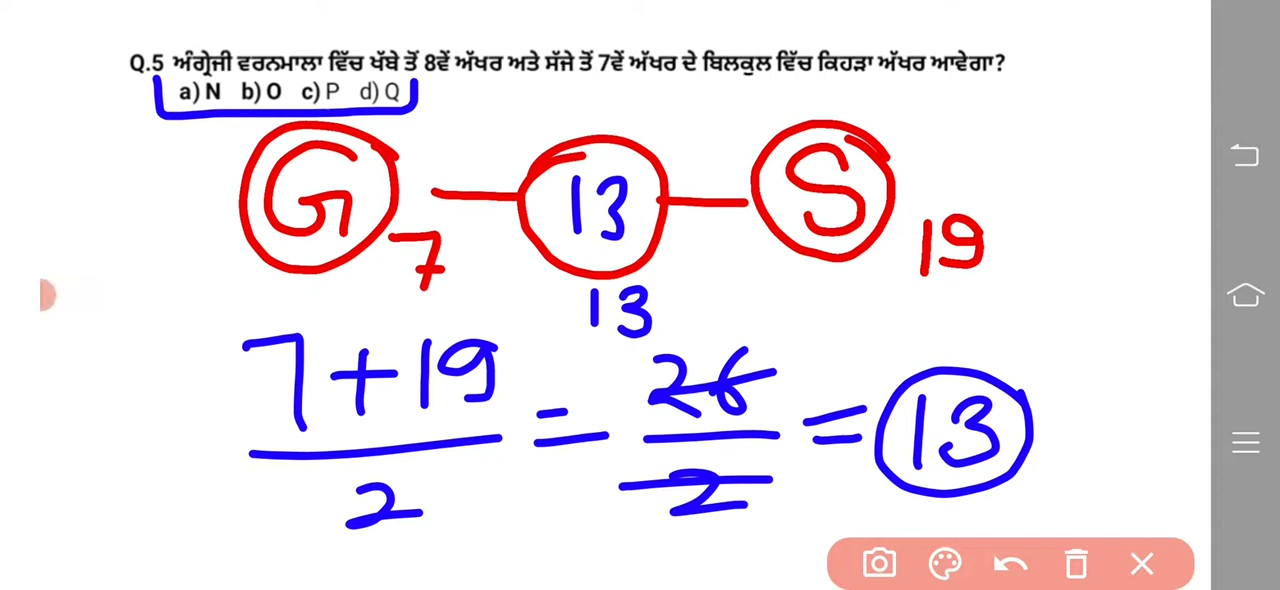 Q.5 ਅੰਗ੍ਰੇਜੀ ਵਰਨਮਾਲਾ ਵਿੱਚ ਖੱਬੇ ਤੋਂ 8ਵੇਂ ਅੱਖਰ ਅਤੇ ਸੱਜੇ ਤੋਂ 7ਵੇਂ ਅੱਖਰ ਦੇ ਬਿਲਕੁਲ ਵਿੱਚ ਕਿਹੜਾ ਅੱਖਰ ਆਵੇਗਾ?
a) N b) O c) P d) Q
G 7 — 13 — S 19
13
7+19 = 26 = 13
2 2